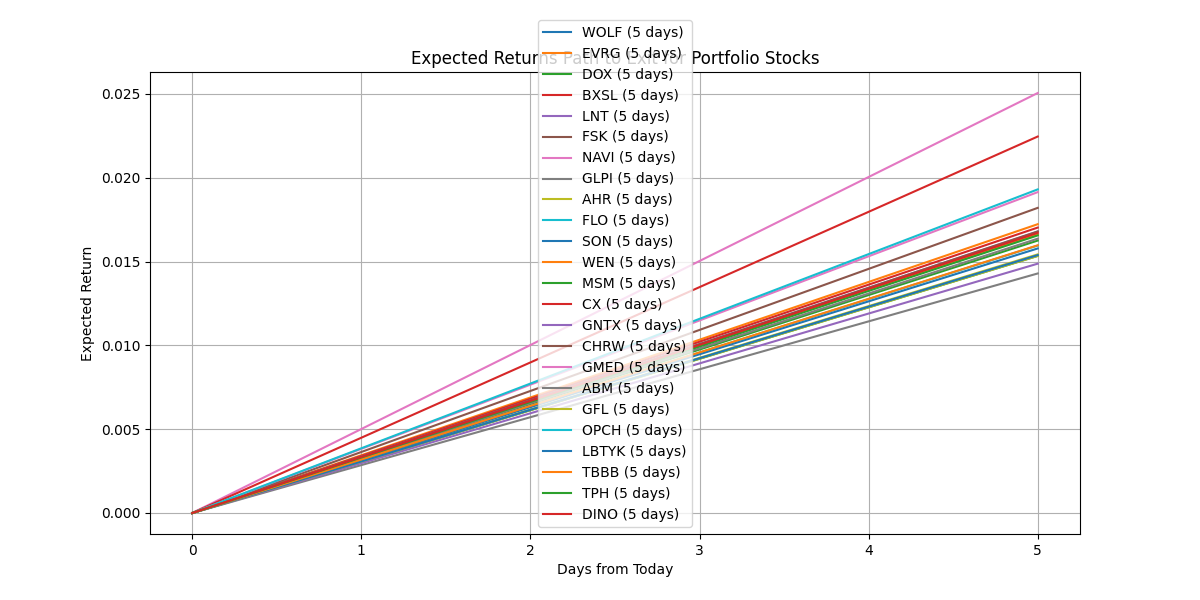 Expected Returns Path to Exit for Portfolio Stocks
WOLF (5 days)
EVRG (5 days)
DOX (5 days)
BXSL (5 days)
LNT (5 days)
FSK (5 days)
NAVI (5 days)
GLPI (5 days)
AHR (5 days)
FLO (5 days)
SON (5 days)
WEN (5 days)
MSM (5 days)
CX (5 days)
GNTX (5 days)
CHRW (5 days)
GMED (5 days)
ABM (5 days)
GFL (5 days)
OPCH (5 days)
LBTYK (5 days)
TBBB (5 days)
TPH (5 days)
DINO (5 days)
Expected Return
0.025
0.020
0.015
0.010
0.005
0.000
0 1 2 3 4 5
Days from Today